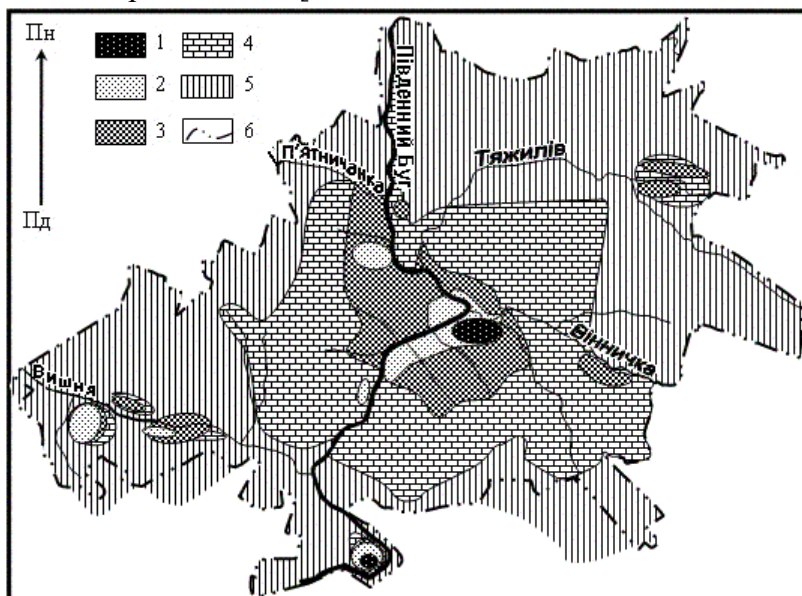 Пн
Пд
1
2
3
4
5
6
Південний Буг
П'ятничанка
Тяжилів
Вінничка
Вишня